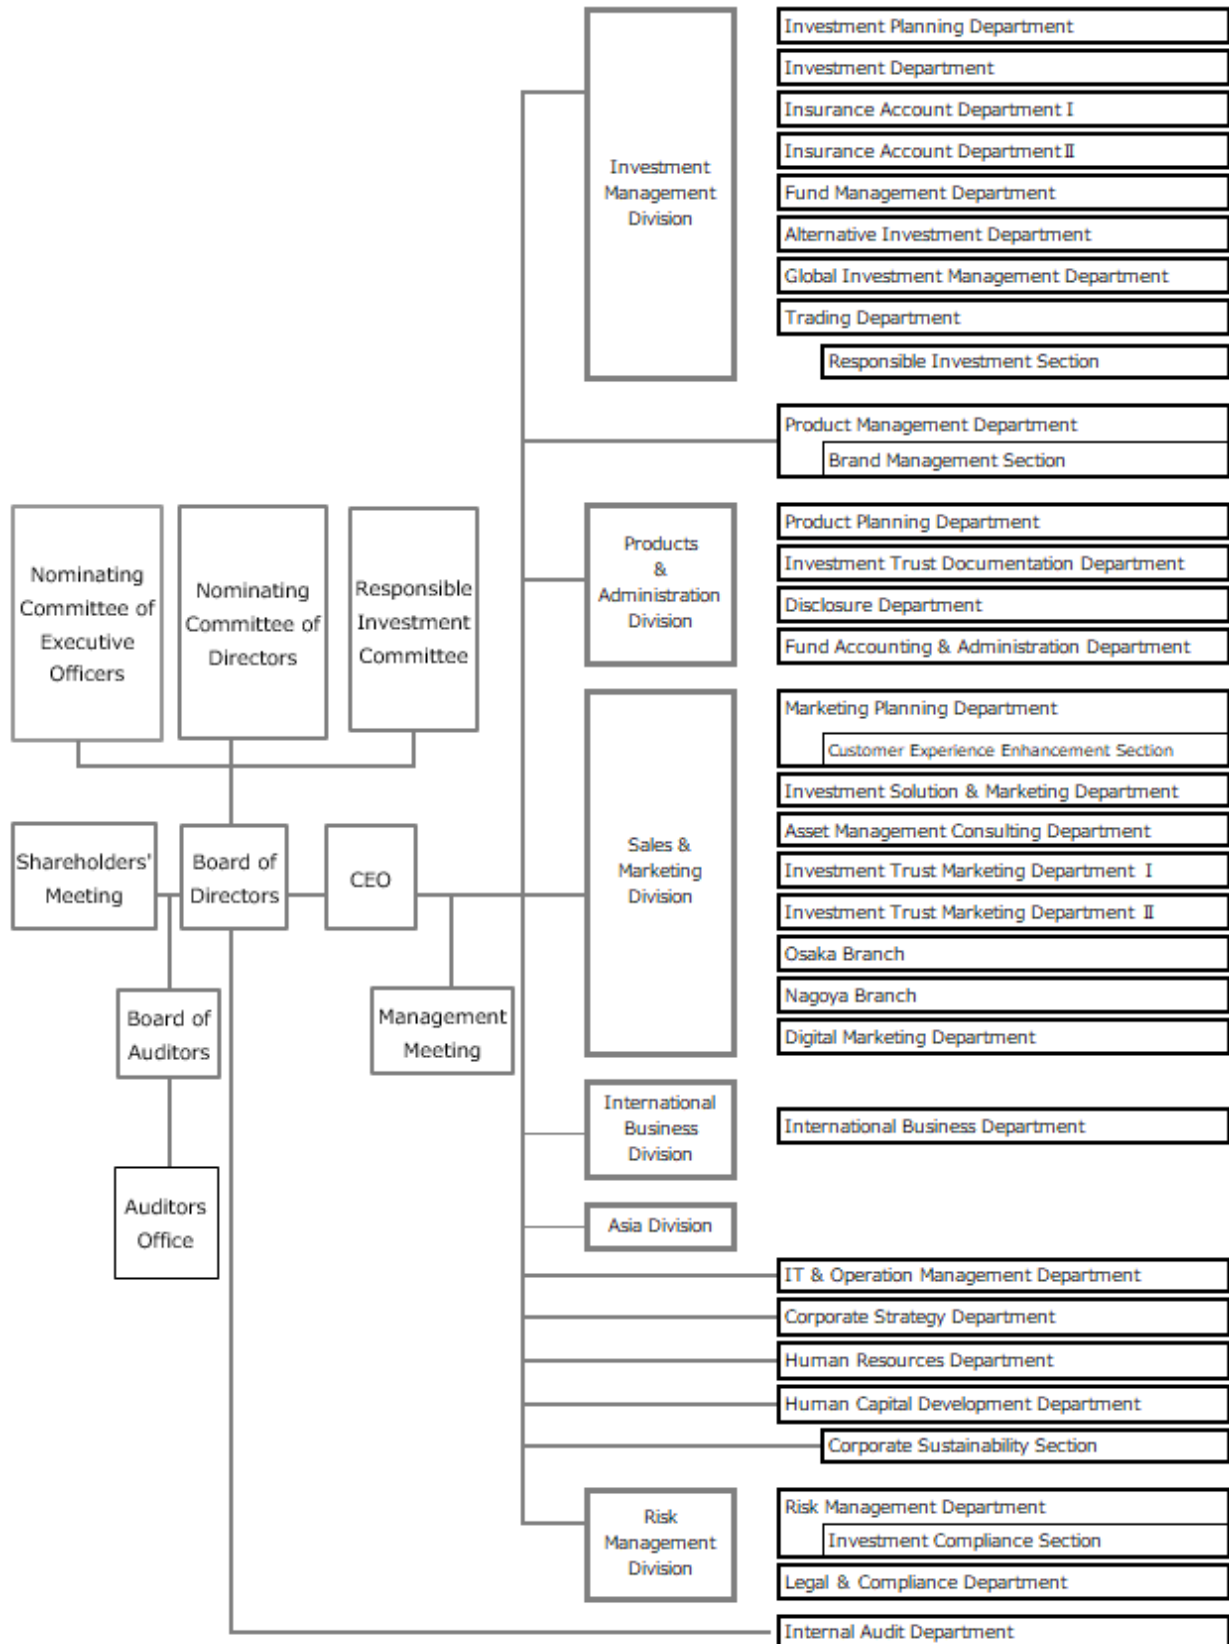 Investment Planning Department
Investment Department
Insurance Account Department I
Insurance Account Department II
Investment
Management
Division
Fund Management Department
Alternative Investment Department
Global Investment Management Department
Trading Department
Responsible Investment Section
Product Management Department
Brand Management Section
Nominating
Committee of
Executive
Officers
Nominating
Committee of
Directors
Responsible
Investment
Committee
Products
&
Administration
Division
Product Planning Department
Investment Trust Documentation Department
Disclosure Department
Fund Accounting & Administration Department
Marketing Planning Department
Customer Experience Enhancement Section
Investment Solution & Marketing Department
Asset Management Consulting Department
Investment Trust Marketing Department I
Investment Trust Marketing Department II
Osaka Branch
Nagoya Branch
Digital Marketing Department
Shareholders'
Meeting
Board of
Directors
CEO
Sales &
Marketing
Division
Board of
Auditors
Management
Meeting
International
Business
Division
International Business Department
Auditors
Office
Asia Division
IT & Operation Management Department
Corporate Strategy Department
Human Resources Department
Human Capital Development Department
Corporate Sustainability Section
Risk
Management
Division
Risk Management Department
Investment Compliance Section
Legal & Compliance Department
Internal Audit Department